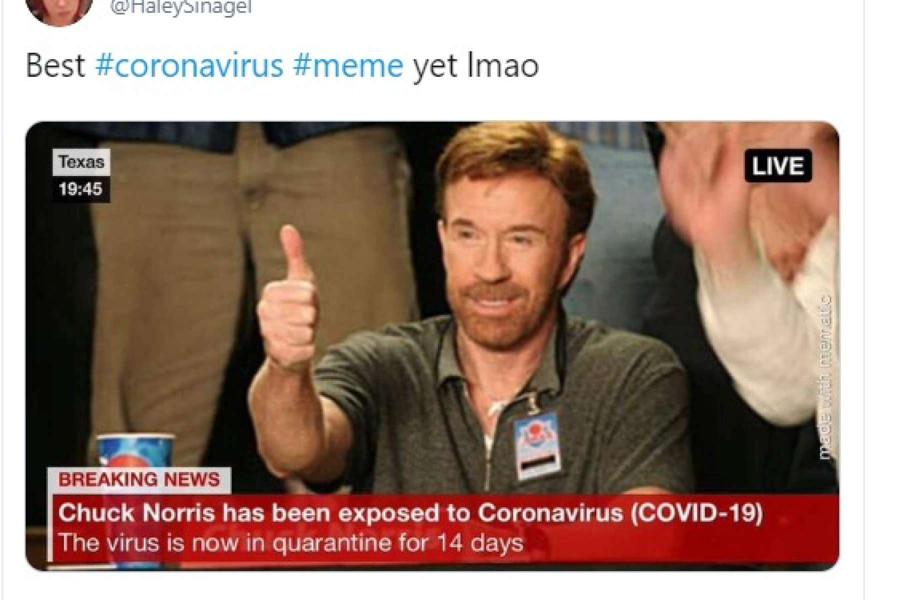 @HaleySinagel
Best #coronavirus #meme yet lmao
Texas
19:45
LIVE
made with mematic
BREAKING NEWS
Chuck Norris has been exposed to Coronavirus (COVID-19)
The virus is now in quarantine for 14 days